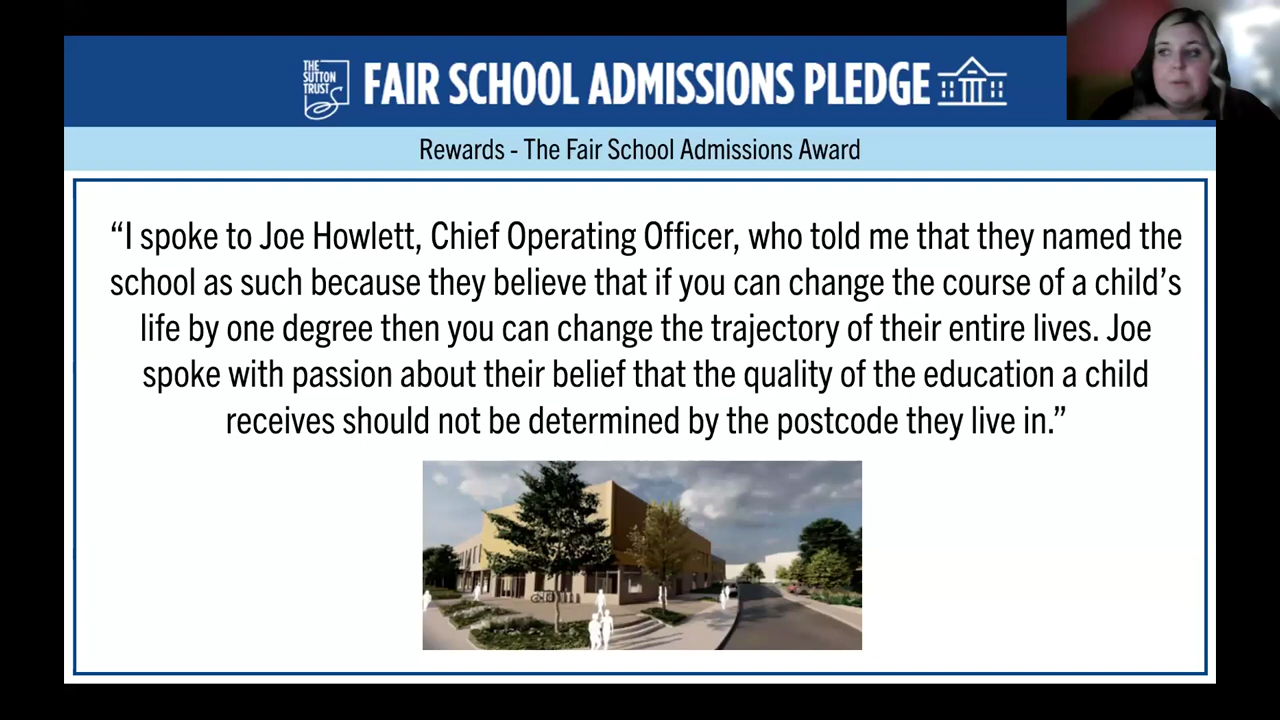 THE
SUTTON
TRUST
FAIR SCHOOL ADMISSIONS PLEDGE
Rewards - The Fair School Admissions Award
“I spoke to Joe Howlett, Chief Operating Officer, who told me that they named the
school as such because they believe that if you can change the course of a child’s
life by one degree then you can change the trajectory of their entire lives. Joe
spoke with passion about their belief that the quality of the education a child
receives should not be determined by the postcode they live in.”